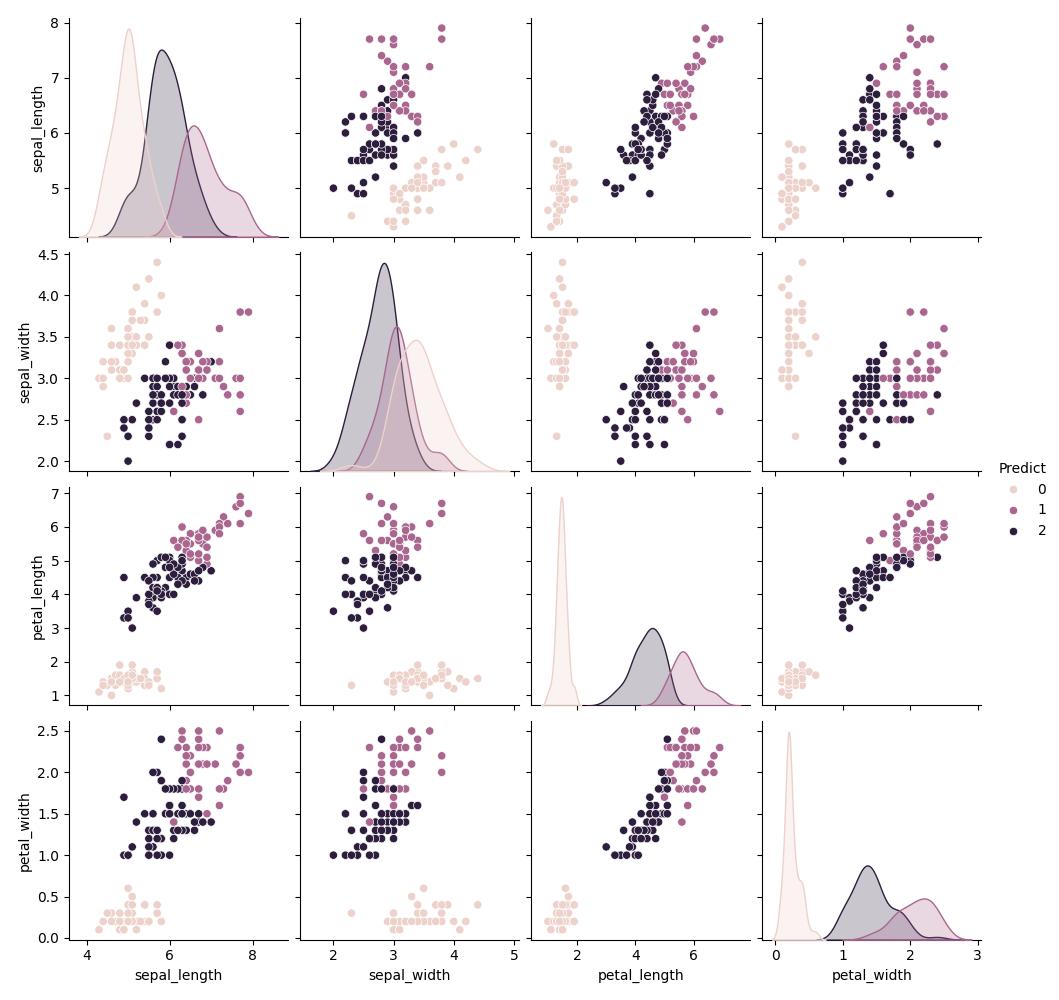 8
7
6
5
sepal_length
4.5
4.0
3.5
3.0
2.5
2.0
sepal_width
7
6
5
4
3
2
1
petal_length
2.5
2.0
1.5
1.0
0.5
0.0
petal_width
4 6 8
sepal_length
2 3 4 5
sepal_width
2 4 6
petal_length
0 1 2 3
petal_width
Predict
0
1
2